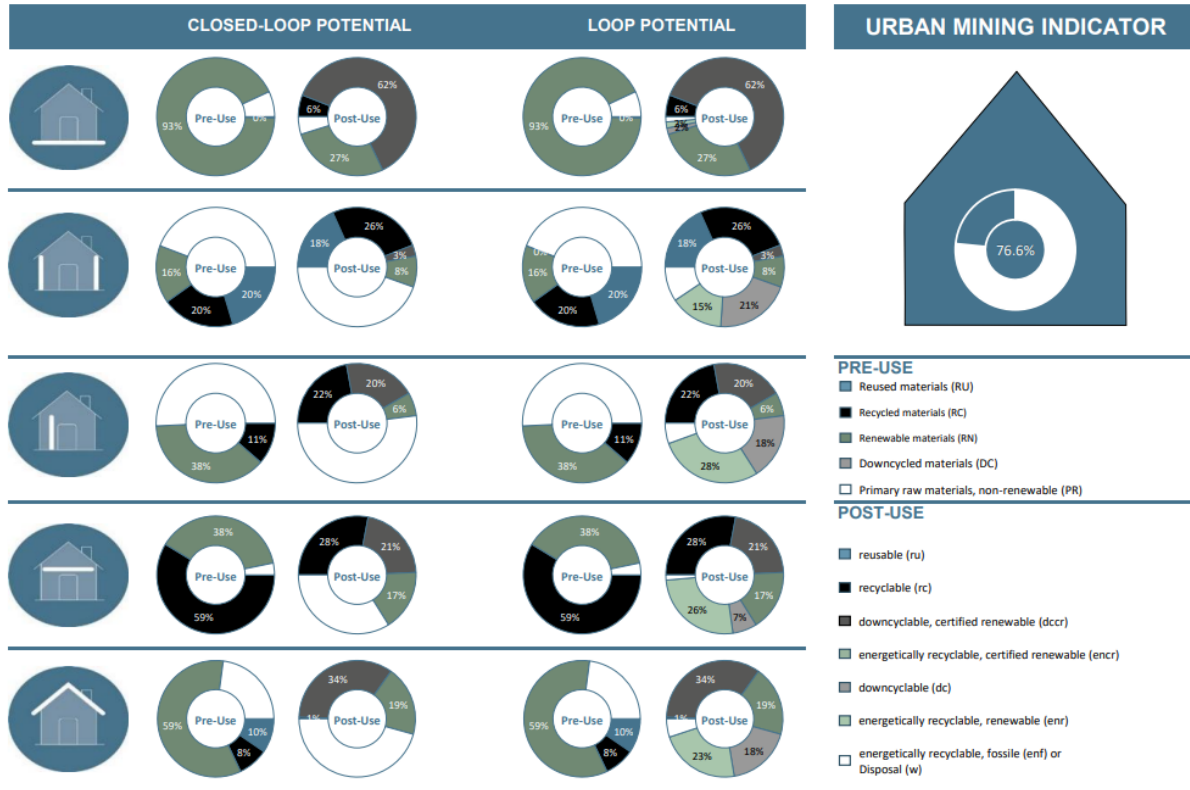 CLOSED-LOOP POTENTIAL
LOOP POTENTIAL
URBAN MINING INDICATOR
93%
Pre-Use
0%
62%
6%
Post-Use
27%
93%
Pre-Use
0%
62%
6%
Post-Use
2%
27%
16%
Pre-Use
20%
20%
26%
18%
3%
Post-Use
8%
0%
16%
Pre-Use
20%
20%
26%
18%
3%
Post-Use
8%
15%
21%
76.6%
Pre-Use
11%
38%
22%
20%
6%
Post-Use
Pre-Use
11%
38%
22%
20%
6%
Post-Use
18%
28%
PRE-USE
Reused materials (RU)
Recycled materials (RC)
Renewable materials (RN)
Downcycled materials (DC)
Primary raw materials, non-renewable (PR)
38%
Pre-Use
59%
28%
21%
Post-Use
17%
38%
Pre-Use
59%
28%
21%
Post-Use
17%
26%
7%
POST-USE
reusable (ru)
recyclable (rc)
downcyclable, certified renewable (dccr)
energetically recyclable, certified renewable (encr)
downcyclable (dc)
energetically recyclable, renewable (enr)
energetically recyclable, fossile (enf) or
Disposal (w)
59%
Pre-Use
10%
8%
34%
19%
1%
Post-Use
59%
Pre-Use
10%
8%
34%
19%
1%
Post-Use
23%
18%